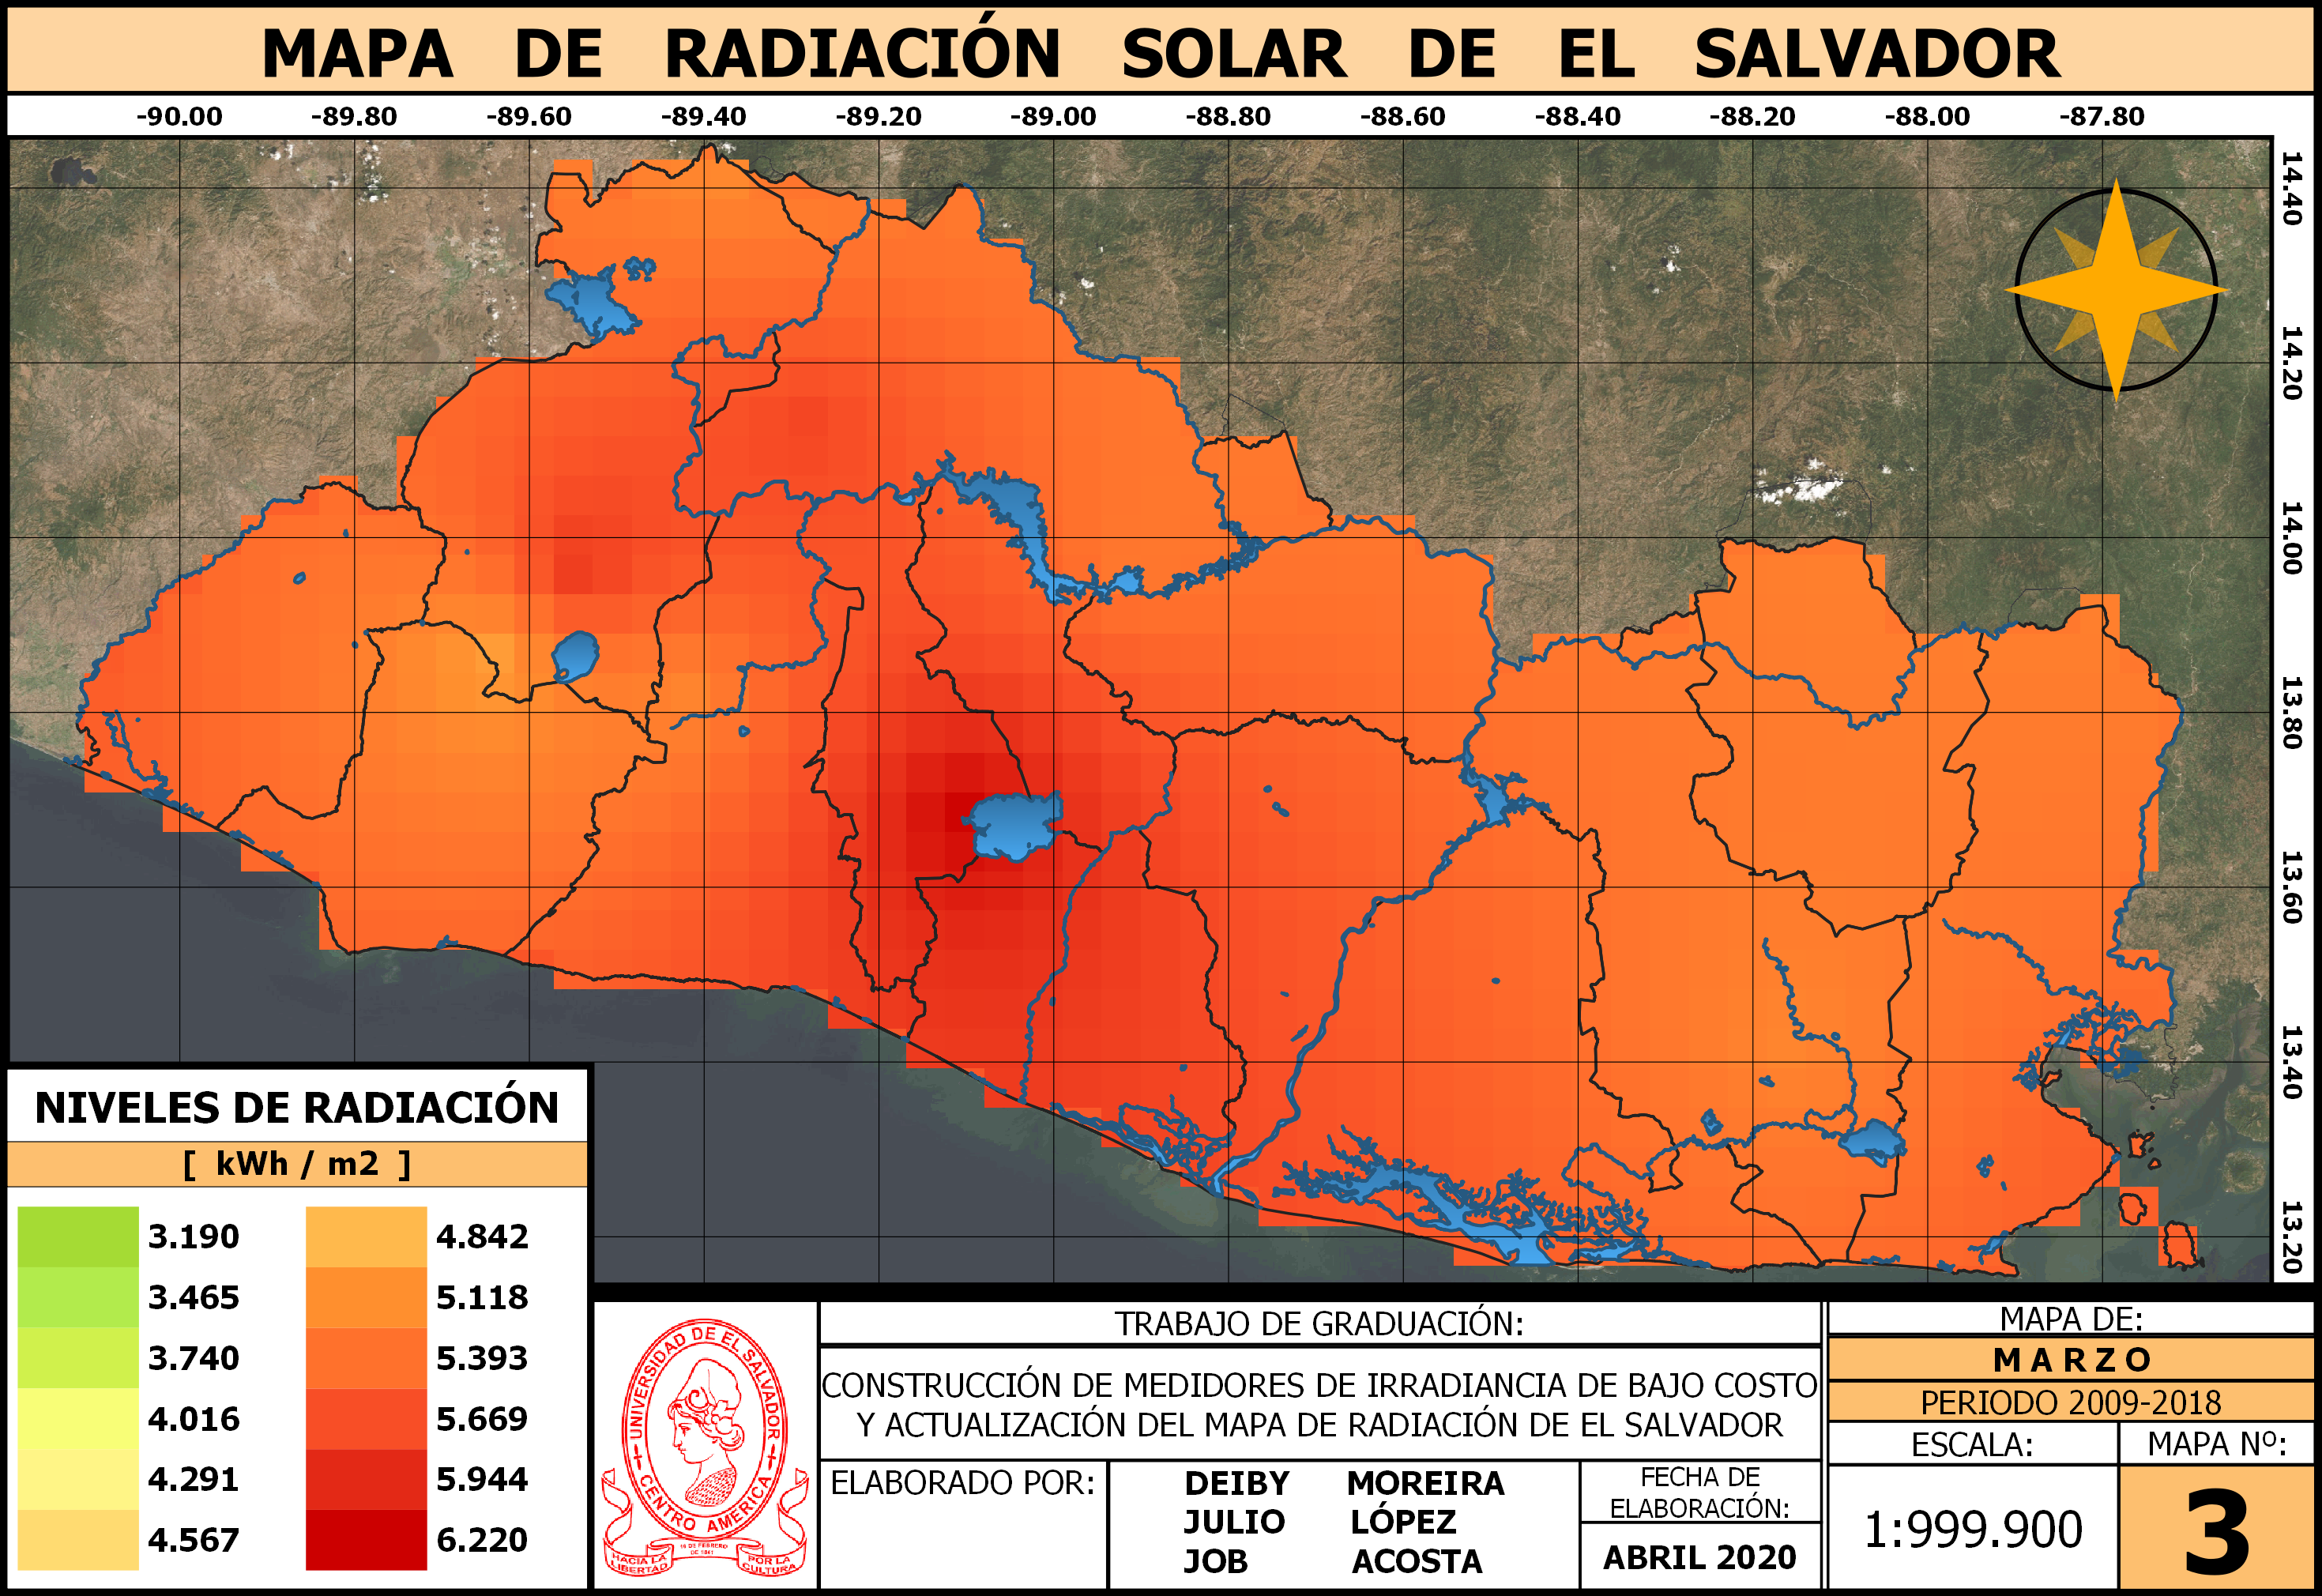 MAPA DE RADIACIÓN SOLAR DE EL SALVADOR
-90.00 -89.80 -89.60 -89.40 -89.20 -89.00 -88.80 -88.60 -88.40 -88.20 -88.00 -87.80
14.40
14.20
14.00
13.80
13.60
13.40
13.20
NIVELES DE RADIACIÓN
[ kWh / m2 ]
3.190 4.842
3.465 5.118
3.740 5.393
4.016 5.669
4.291 5.944
4.567 6.220
UNIVERSIDAD DE EL SALVADOR
CENTRO AMERICA
HACIA LA LIBERTAD
16 DE FEBRERO
DE 1841
POR LA CULTURA
TRABAJO DE GRADUACIÓN:
CONSTRUCCIÓN DE MEDIDORES DE IRRADIANCIA DE BAJO COSTO
Y ACTUALIZACIÓN DEL MAPA DE RADIACIÓN DE EL SALVADOR
ELABORADO POR:
DEIBY MOREIRA
JULIO LÓPEZ
JOB ACOSTA
FECHA DE
ELABORACIÓN:
ABRIL 2020
MAPA DE:
MARZO
PERIODO 2009-2018
ESCALA:
1:999.900
MAPA Nº:
3